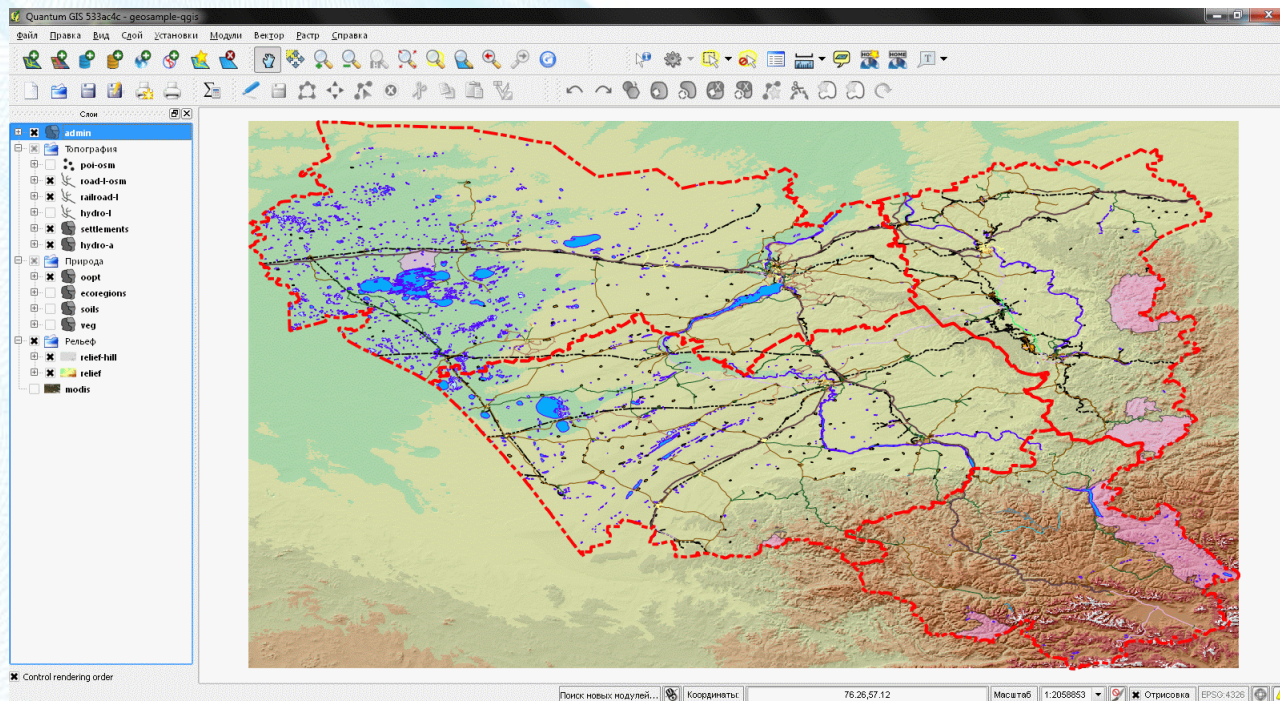 Quantum GIS 533ac4c - geosample-qgis
Файл Правка Вид Слой Установки Модули Вектор Растр Справка
Слои
admin
Топография
poi-osm
road-l-osm
railroad-l
hydro-l
settlements
hydro-a
Природа
oopt
ecoregions
soils
veg
Рельеф
relief-hill
relief
modis
Control rendering order
Поиск новых модулей... Координаты: 76.26,57.12 Масштаб 1:2058853 Отрисовка EPSG:4326